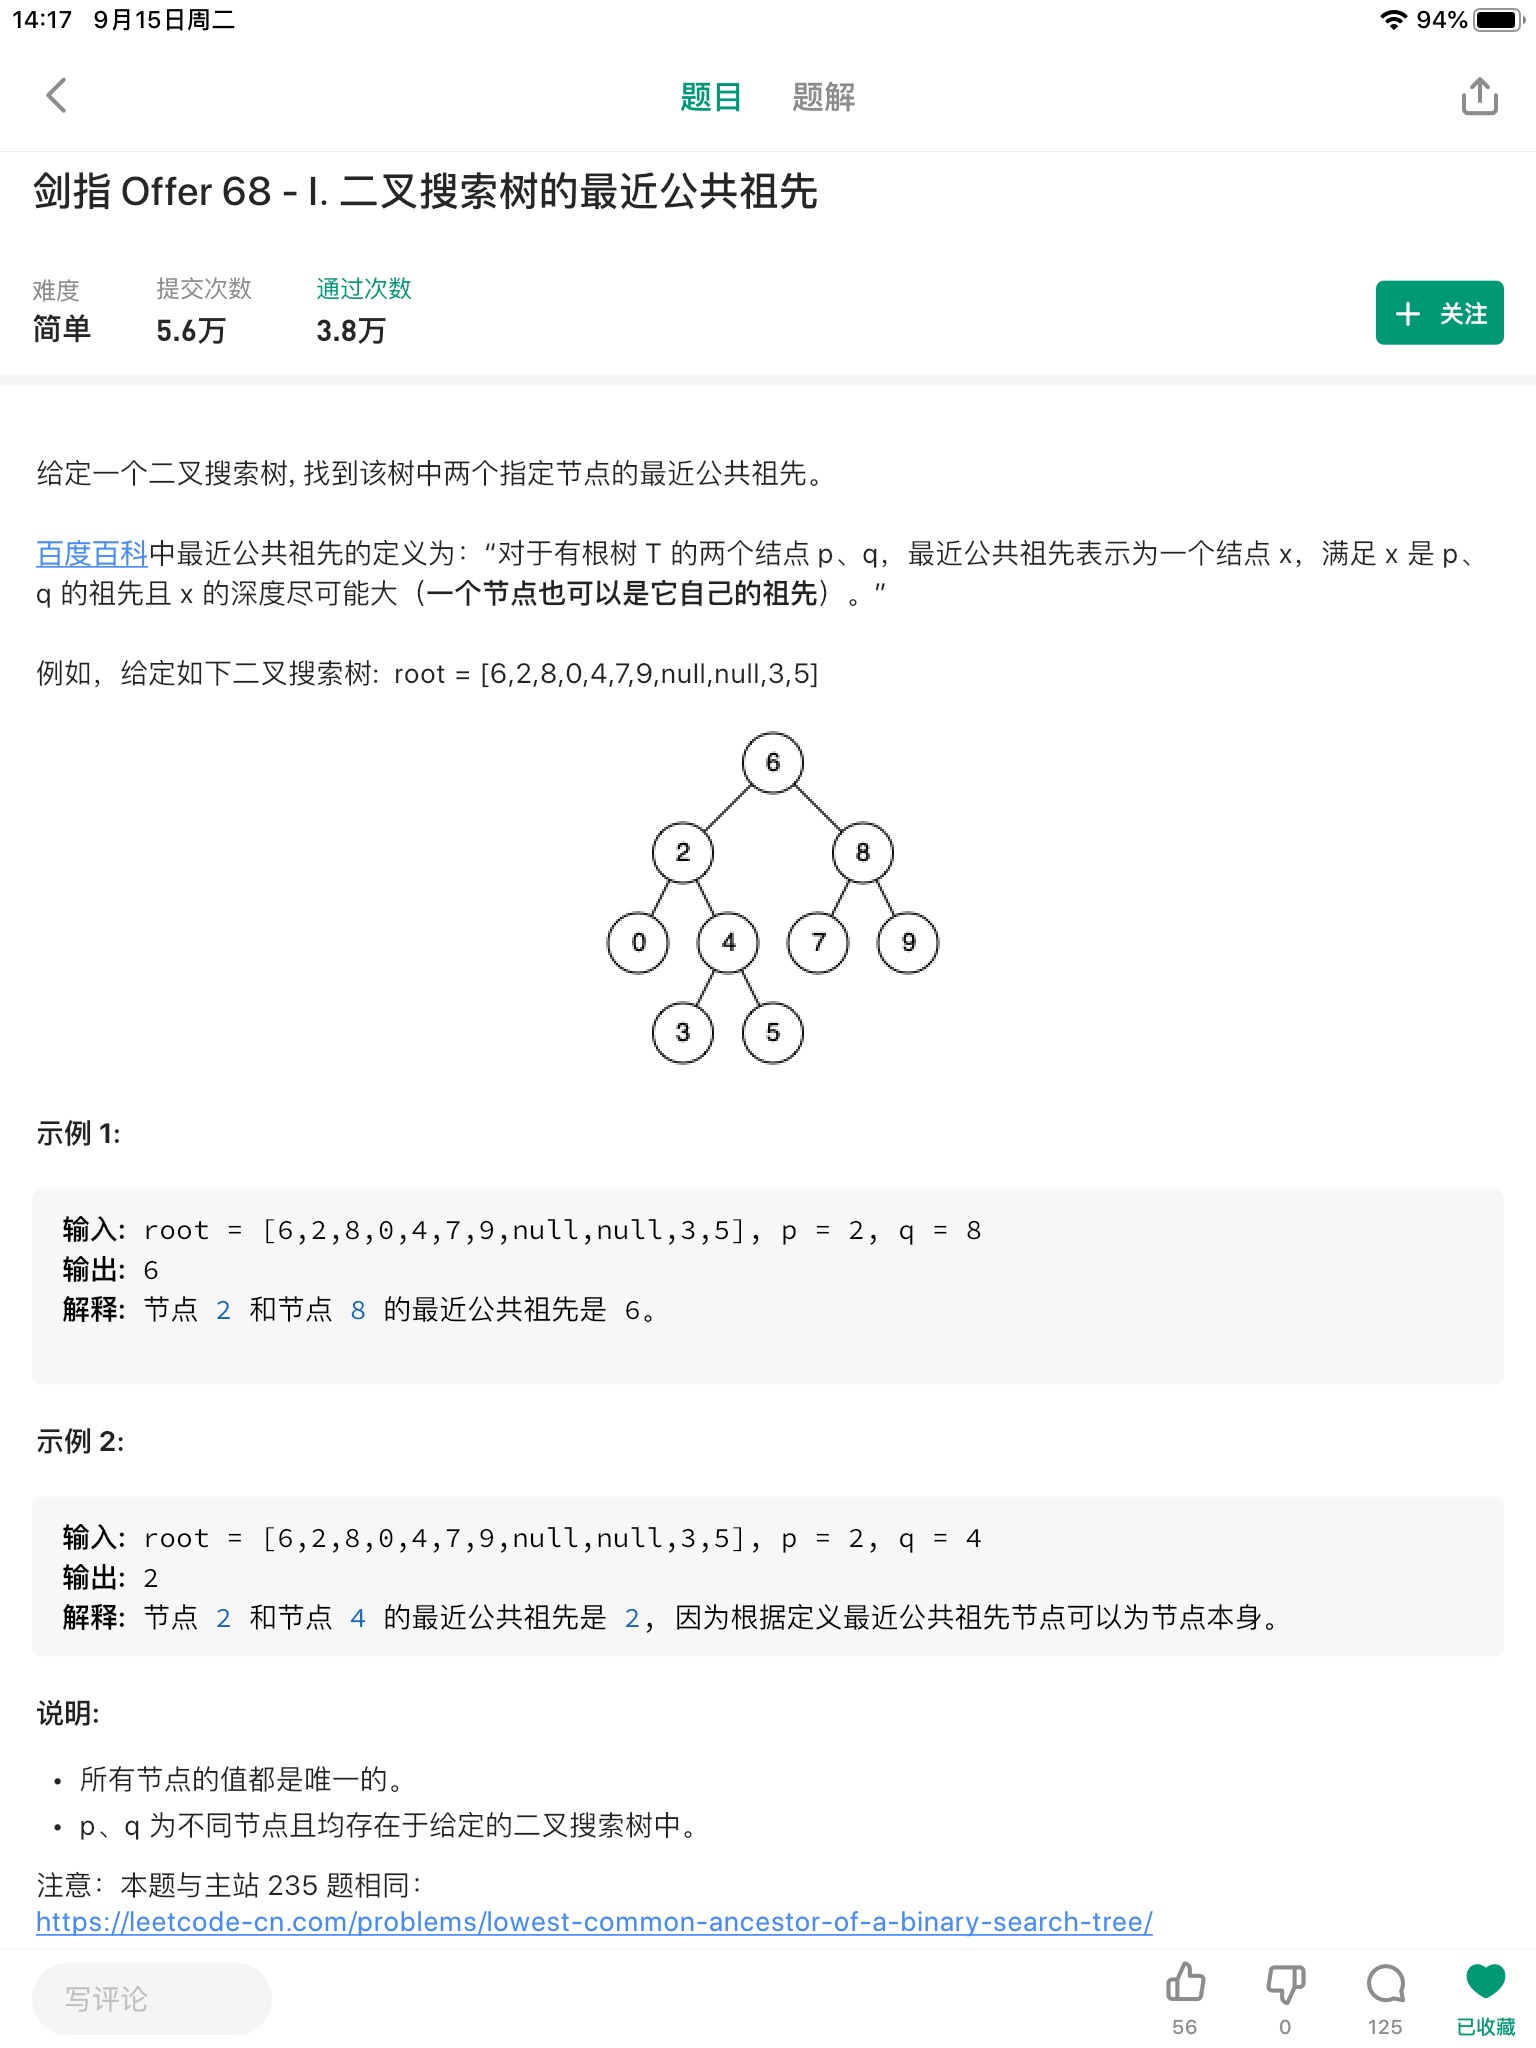 14:17 9月15日周二 94%
题目 题解
剑指 Offer 68 - I. 二叉搜索树的最近公共祖先
难度 提交次数 通过次数
简单 5.6万 3.8万
+ 关注
给定一个二叉搜索树, 找到该树中两个指定节点的最近公共祖先。
百度百科中最近公共祖先的定义为：“对于有根树 T 的两个结点 p、q，最近公共祖先表示为一个结点 x，满足 x 是 p、
q 的祖先且 x 的深度尽可能大（一个节点也可以是它自己的祖先）。”
例如，给定如下二叉搜索树: root = [6,2,8,0,4,7,9,null,null,3,5]
6
2 8
0 4 7 9
3 5
示例 1:
输入: root = [6,2,8,0,4,7,9,null,null,3,5], p = 2, q = 8
输出: 6
解释: 节点 2 和节点 8 的最近公共祖先是 6。
示例 2:
输入: root = [6,2,8,0,4,7,9,null,null,3,5], p = 2, q = 4
输出: 2
解释: 节点 2 和节点 4 的最近公共祖先是 2, 因为根据定义最近公共祖先节点可以为节点本身。
说明:
• 所有节点的值都是唯一的。
• p、q 为不同节点且均存在于给定的二叉搜索树中。
注意：本题与主站 235 题相同：
https://leetcode-cn.com/problems/lowest-common-ancestor-of-a-binary-search-tree/
写评论
56 0 125 已收藏